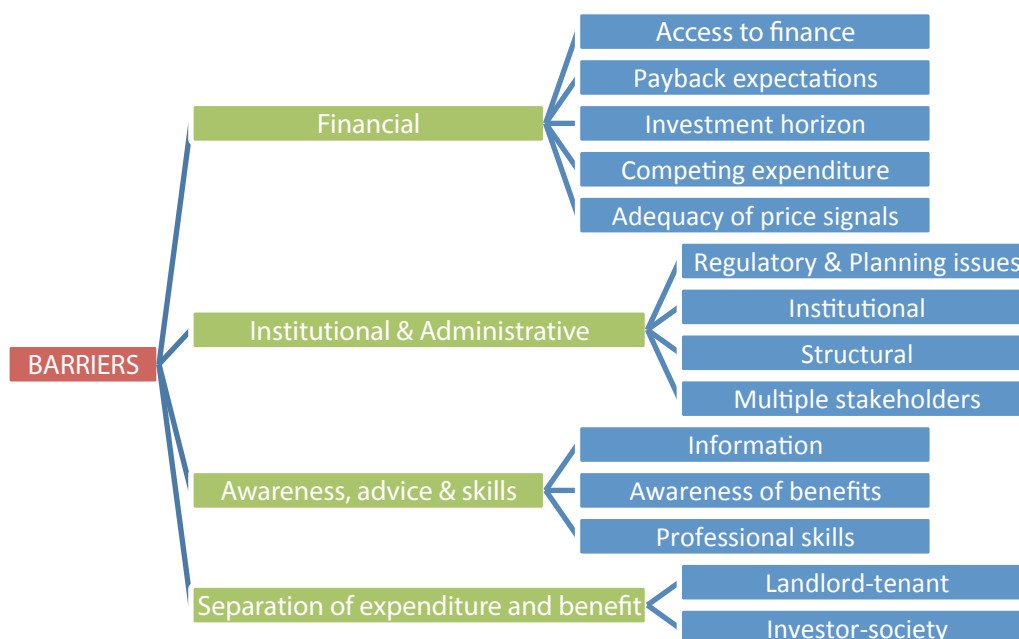 Access to finance
Payback expectations
Financial
Investment horizon
Competing expenditure
Adequacy of price signals
Regulatory & Planning issues
Institutional
Institutional & Administrative
Structural
BARRIERS
Multiple stakeholders
Information
Awareness, advice & skills
Awareness of benefits
Professional skills
Landlord-tenant
Separation of expenditure and benefit
Investor-society